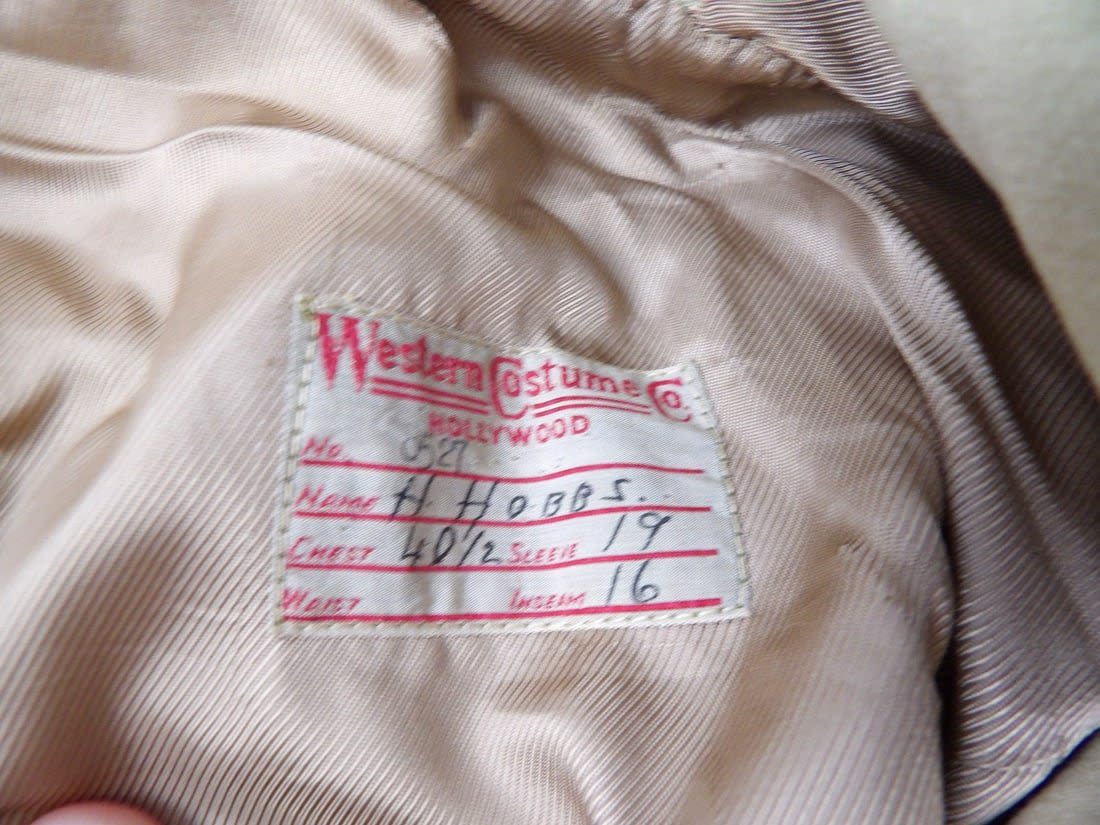 Western Costume Co.
HOLLYWOOD
No. 0527
NAME H HOBBS..
CHEST 40 1/2 SLEEVE 19
WAIST INSEAM 16